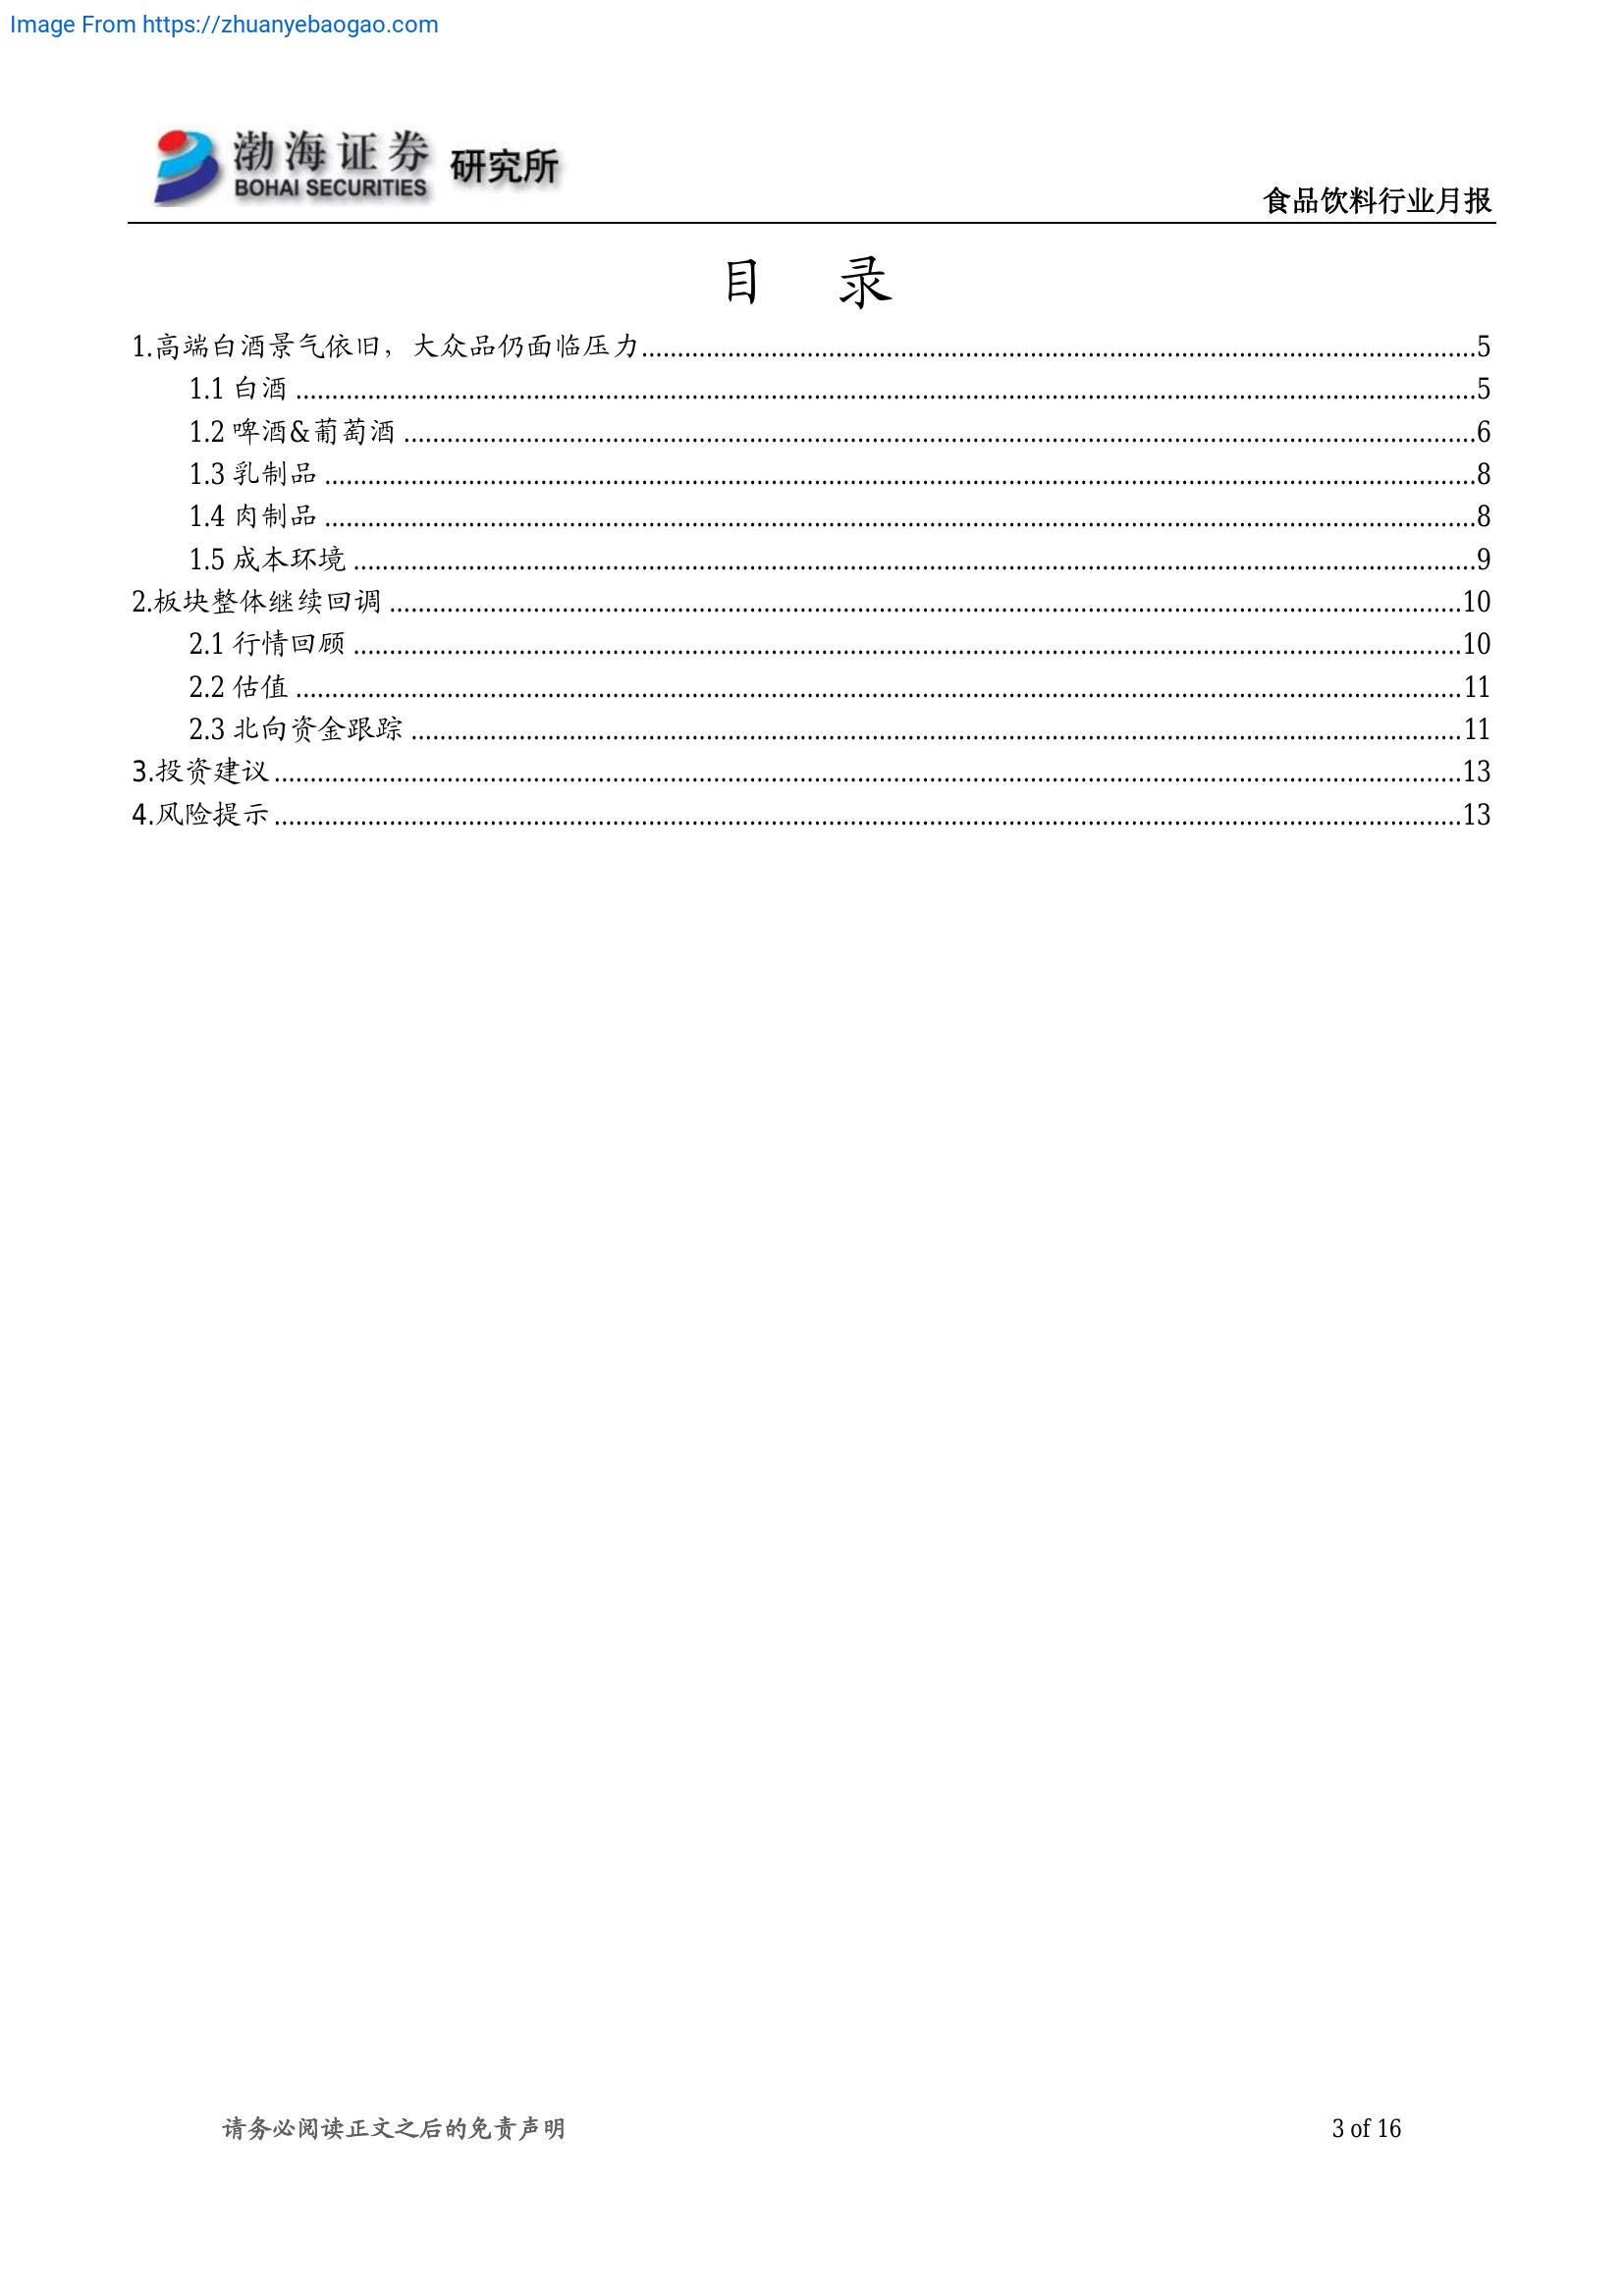 Image From https://zhuanyebaogao.com
渤海证券 研究所
BOHAI SECURITIES
食品饮料行业月报
目 录
1.高端白酒景气依旧，大众品仍面临压力....................5
1.1 白酒....................5
1.2 啤酒&葡萄酒....................6
1.3 乳制品....................8
1.4 肉制品....................8
1.5 成本环境....................9
2.板块整体继续回调....................10
2.1 行情回顾....................10
2.2 估值....................11
2.3 北向资金跟踪....................11
3.投资建议....................13
4.风险提示....................13
请务必阅读正文之后的免责声明
3 of 16